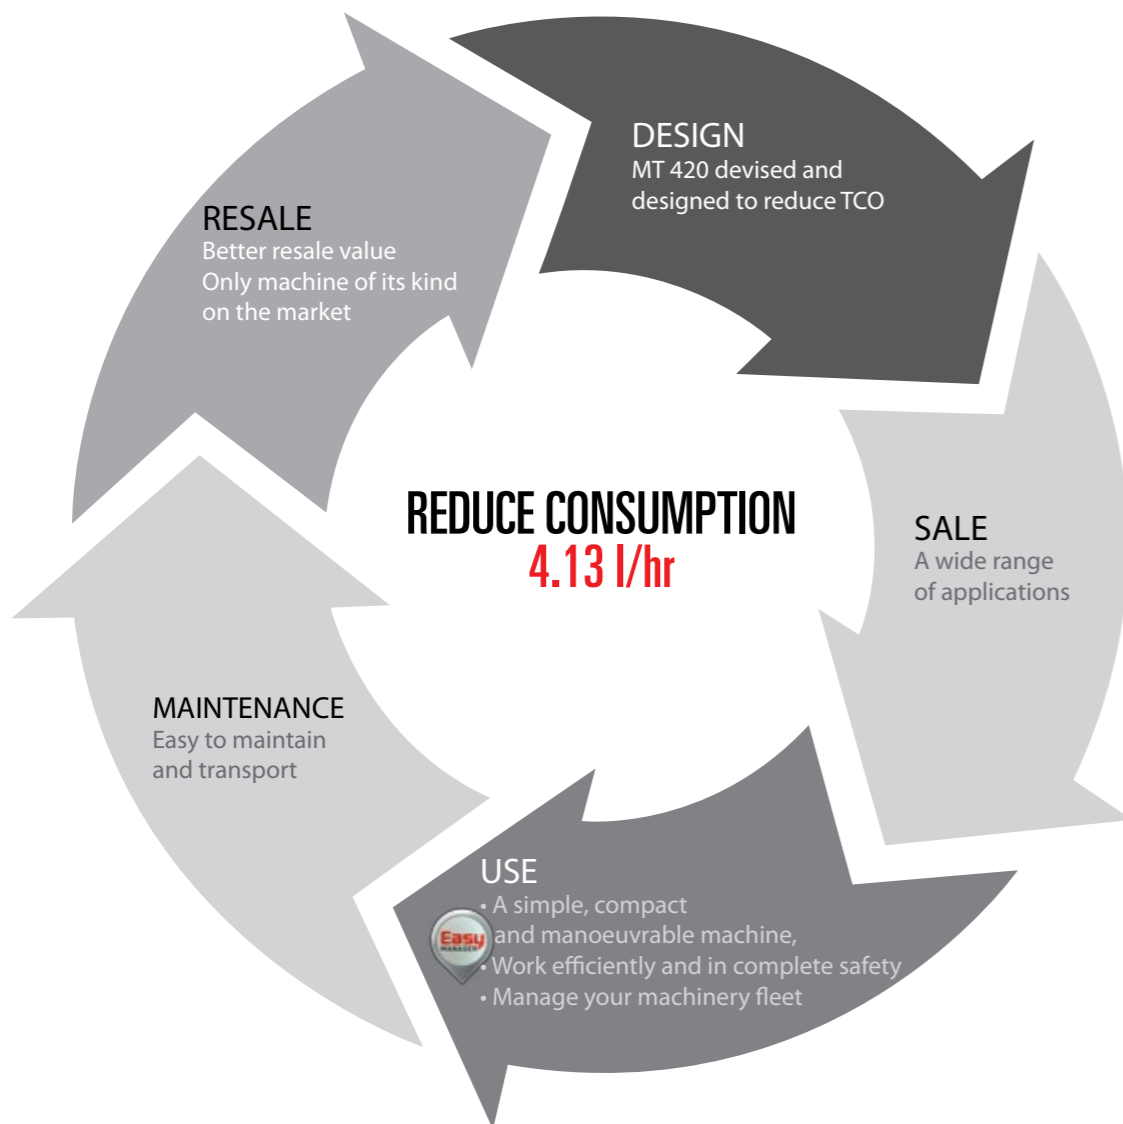 DESIGN
MT 420 devised and
designed to reduce TCO
RESALE
Better resale value
Only machine of its kind
on the market
REDUCE CONSUMPTION
4.13 l/hr
SALE
A wide range
of applications
MAINTENANCE
Easy to maintain
and transport
USE
• A simple, compact
and manoeuvrable machine,
• Work efficiently and in complete safety
• Manage your machinery fleet
Easy
MANAGER